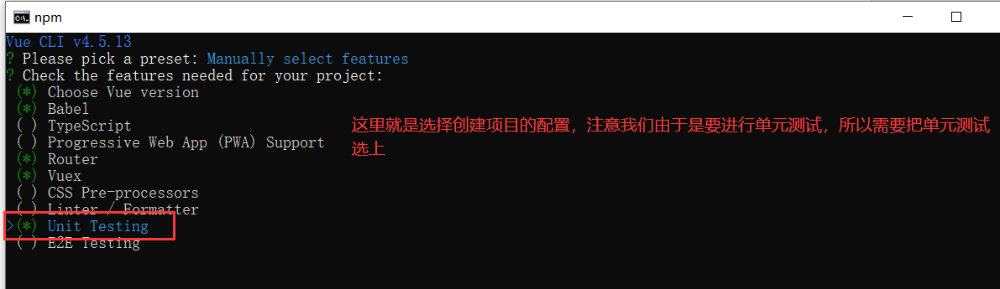 npm
Vue CLI v4.5.13
? Please pick a preset: Manually select features
? Check the features needed for your project:
(*) Choose Vue version
(*) Babel
( ) TypeScript
( ) Progressive Web App (PWA) Support
(*) Router
(*) Vuex
( ) CSS Pre-processors
( ) Linter / Formatter
>(*) Unit Testing
( ) E2E Testing
这里就是选择创建项目的配置，注意我们由于是要进行单元测试，所以需要把单元测试
选上